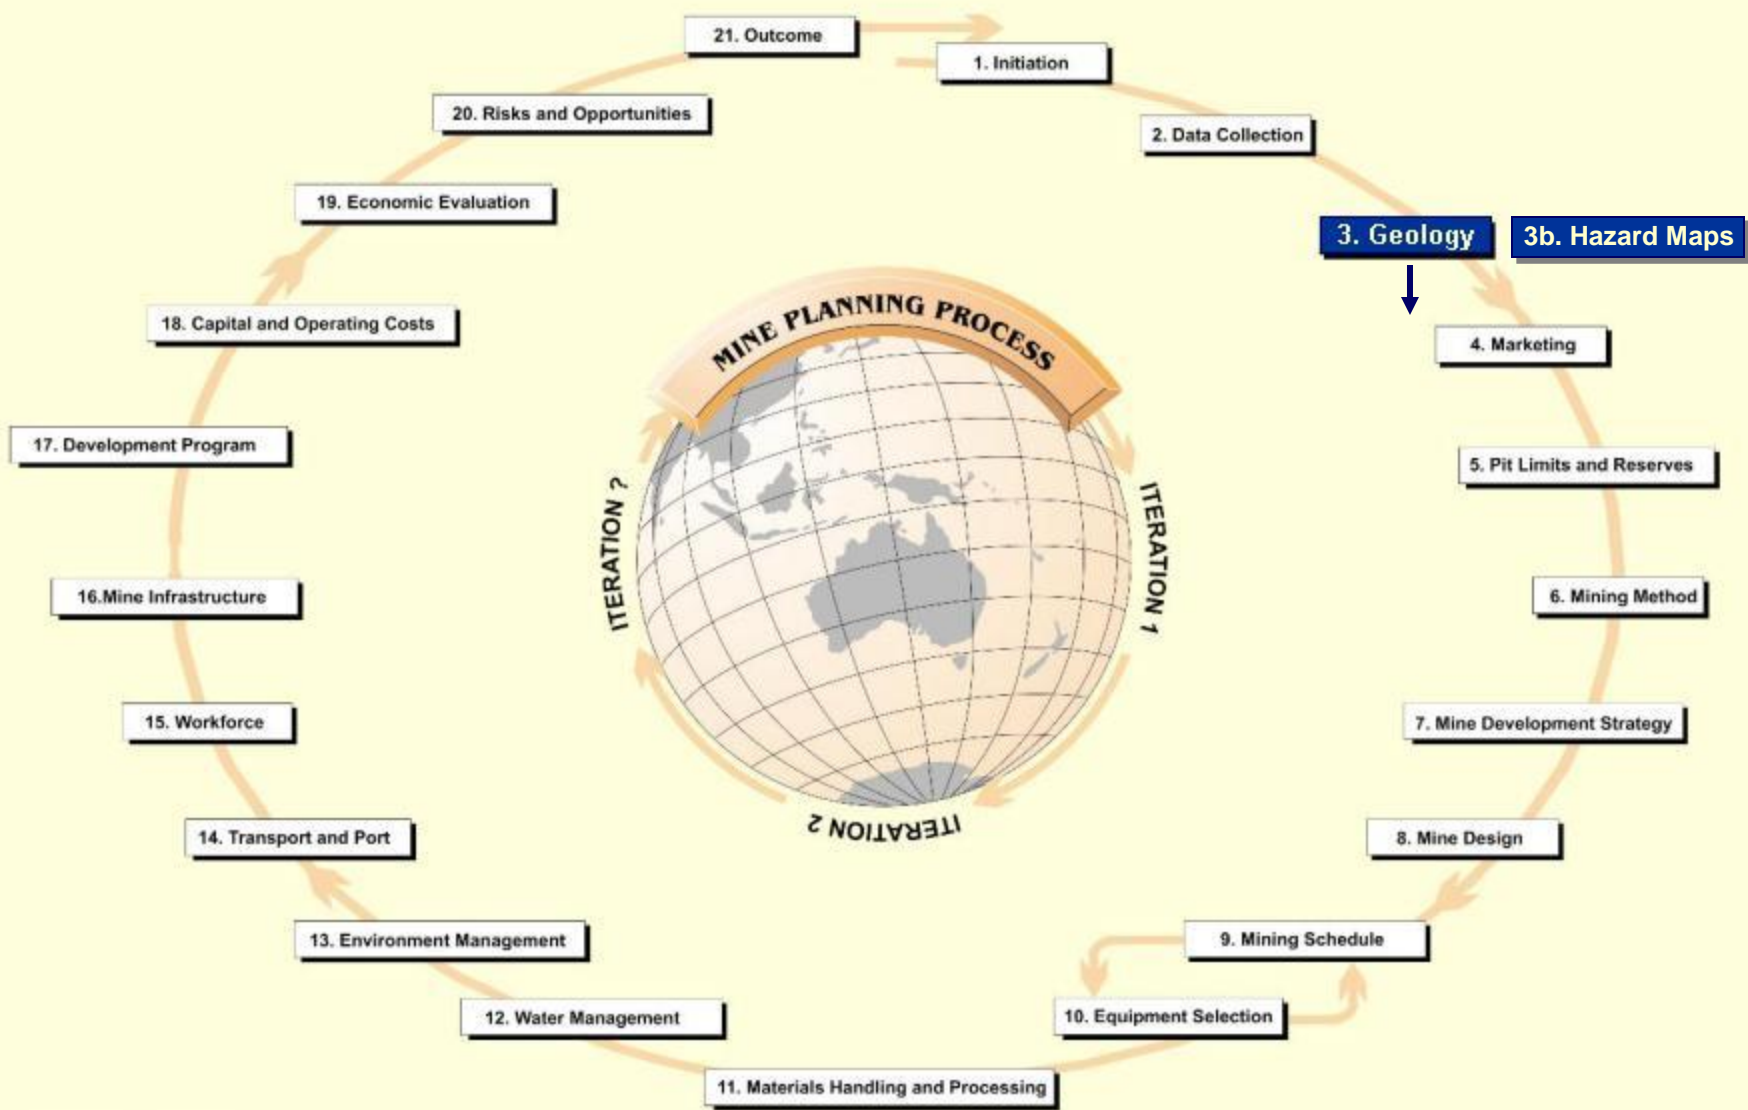 21. Outcome
1. Initiation
2. Data Collection
3. Geology
3b. Hazard Maps
4. Marketing
5. Pit Limits and Reserves
6. Mining Method
7. Mine Development Strategy
8. Mine Design
9. Mining Schedule
10. Equipment Selection
11. Materials Handling and Processing
12. Water Management
13. Environment Management
14. Transport and Port
15. Workforce
16.Mine Infrastructure
17. Development Program
18. Capital and Operating Costs
19. Economic Evaluation
20. Risks and Opportunities
MINE PLANNING PROCESS
ITERATION 1
ITERATION 2
ITERATION ?